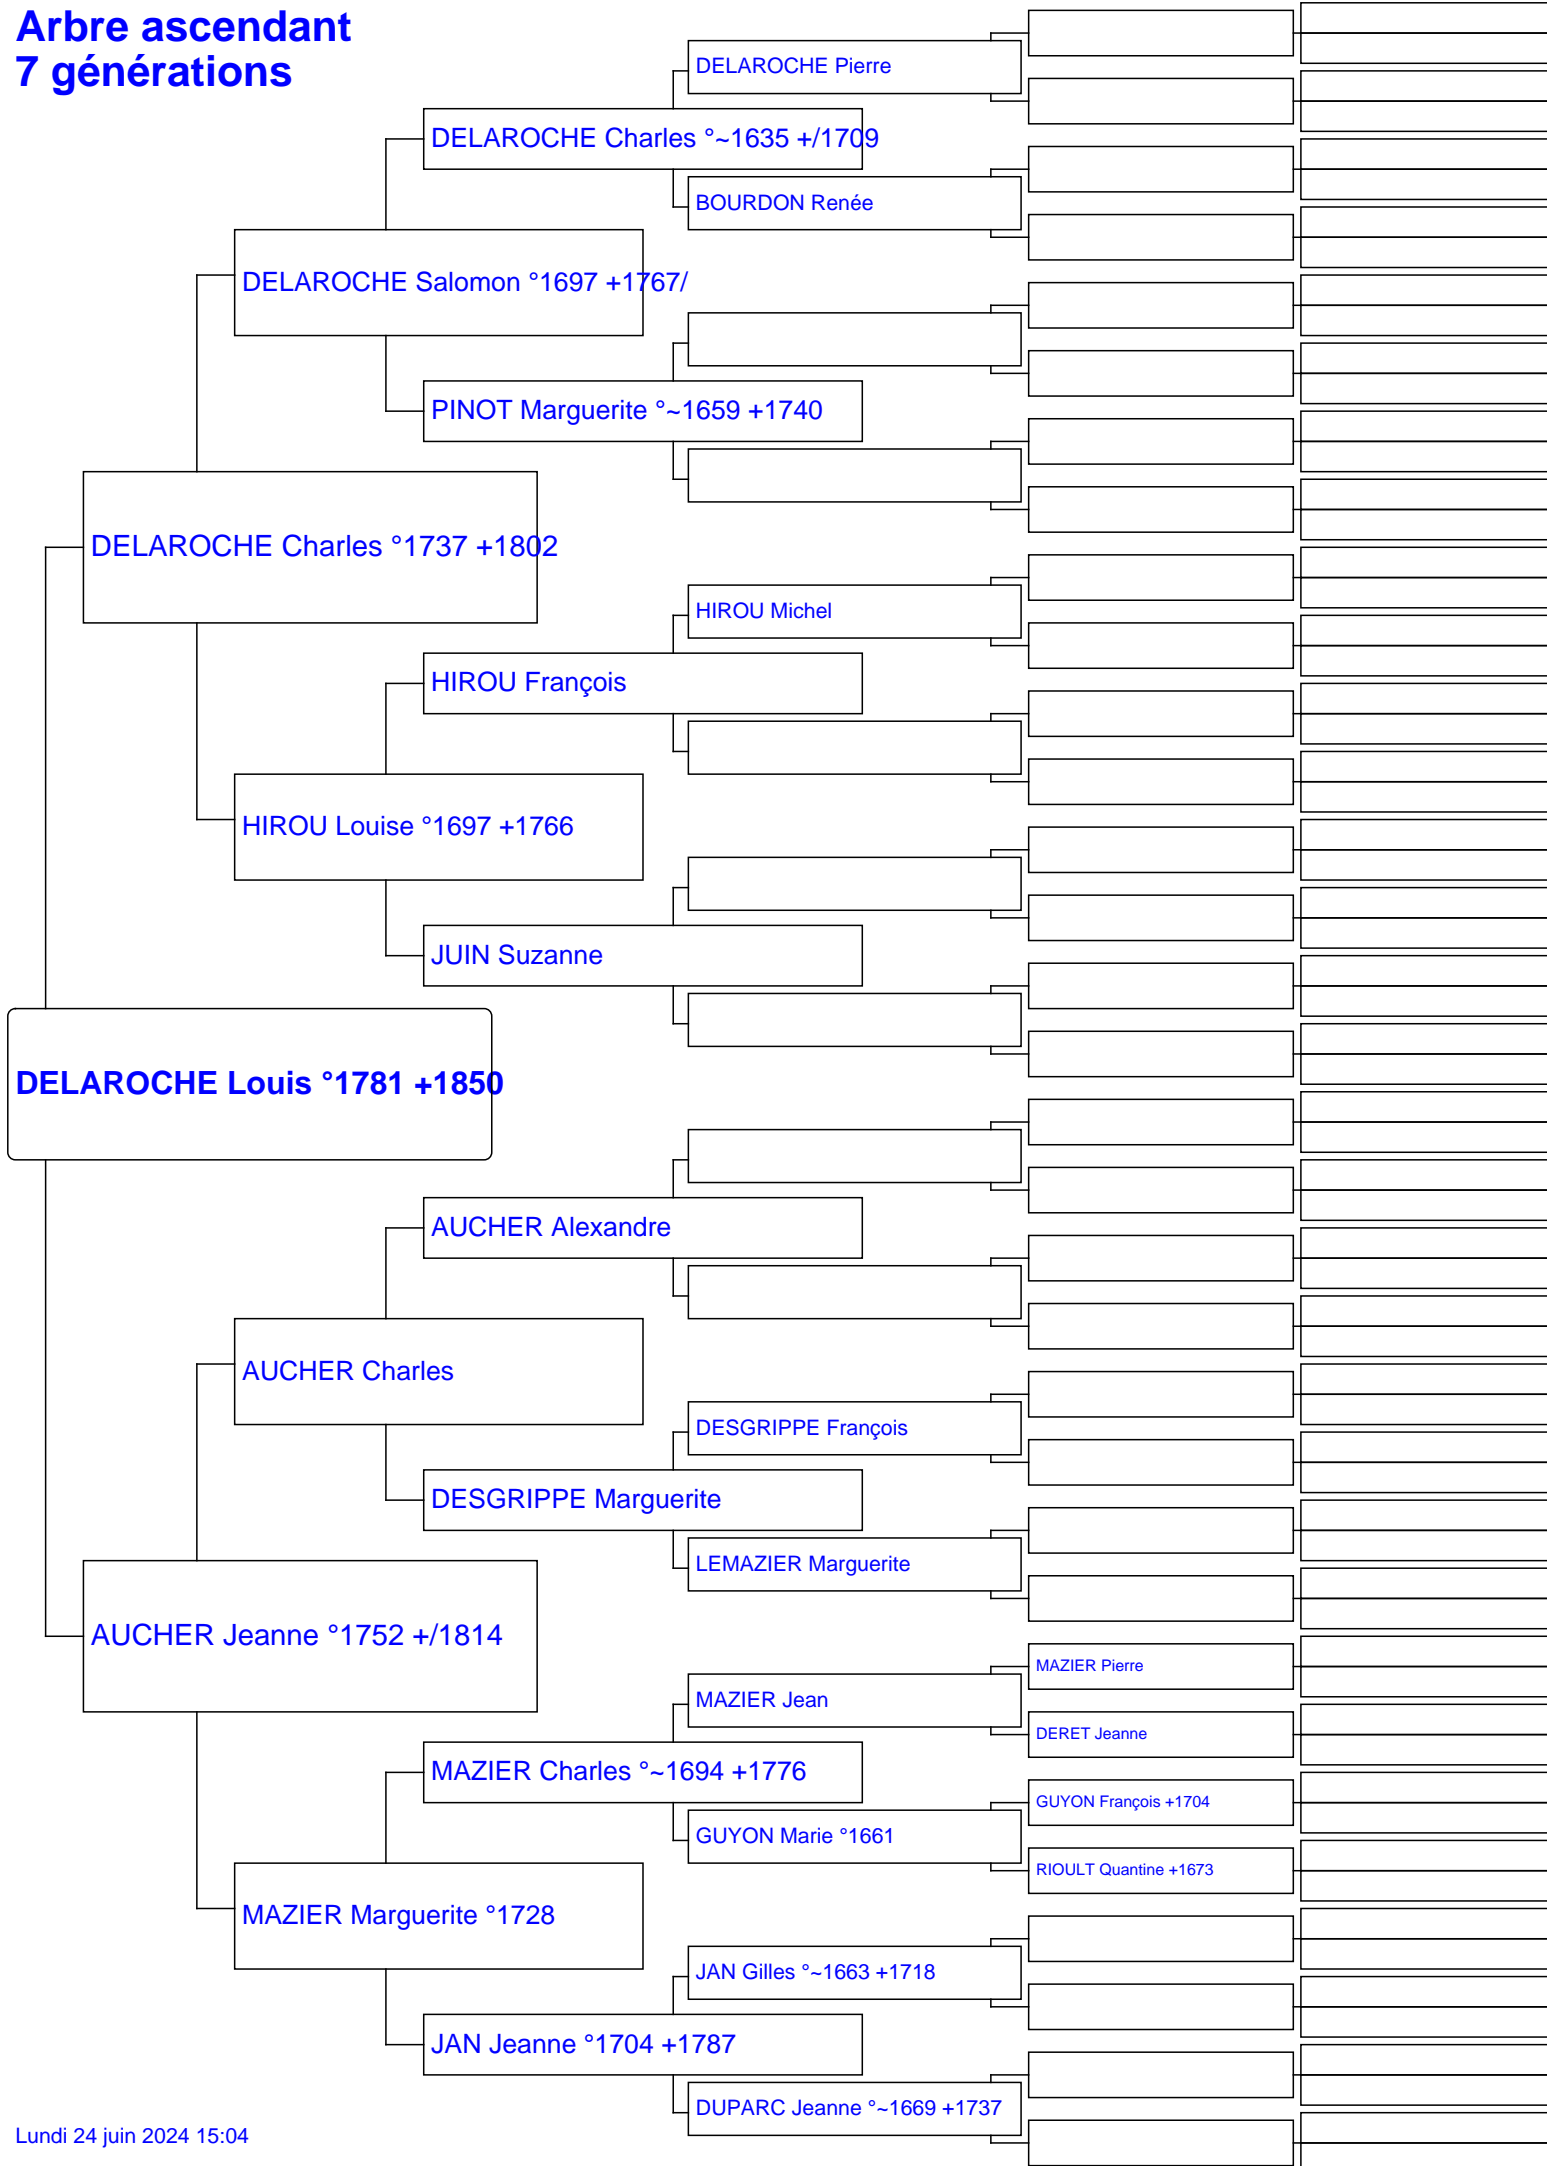 Arbre ascendant
7 générations
DELAROCHE Pierre
DELAROCHE Charles °~1635 +/1709
BOURDON Renée
DELAROCHE Salomon °1697 +1767/
PINOT Marguerite °~1659 +1740
DELAROCHE Charles °1737 +1802
HIROU Michel
HIROU François
HIROU Louise °1697 +1766
JUIN Suzanne
DELAROCHE Louis °1781 +1850
AUCHER Alexandre
AUCHER Charles
DESGRIPPE François
DESGRIPPE Marguerite
LEMAZIER Marguerite
AUCHER Jeanne °1752 +/1814
MAZIER Pierre
MAZIER Jean
DERET Jeanne
MAZIER Charles °~1694 +1776
GUYON François +1704
GUYON Marie °1661
RIOULT Quantine +1673
MAZIER Marguerite °1728
JAN Gilles °~1663 +1718
JAN Jeanne °1704 +1787
DUPARC Jeanne °~1669 +1737
Lundi 24 juin 2024 15:04